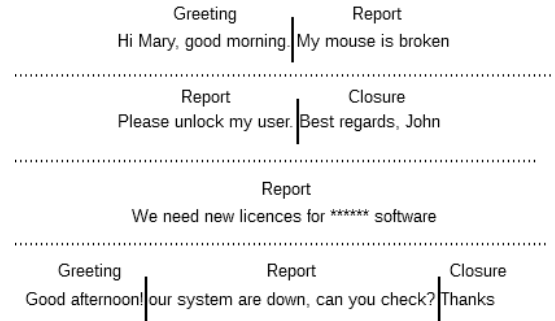 Greeting Report
Hi Mary, good morning. My mouse is broken
Report Closure
Please unlock my user. Best regards, John
Report
We need new licences for ****** software
Greeting Report Closure
Good afternoon! our system are down, can you check? Thanks